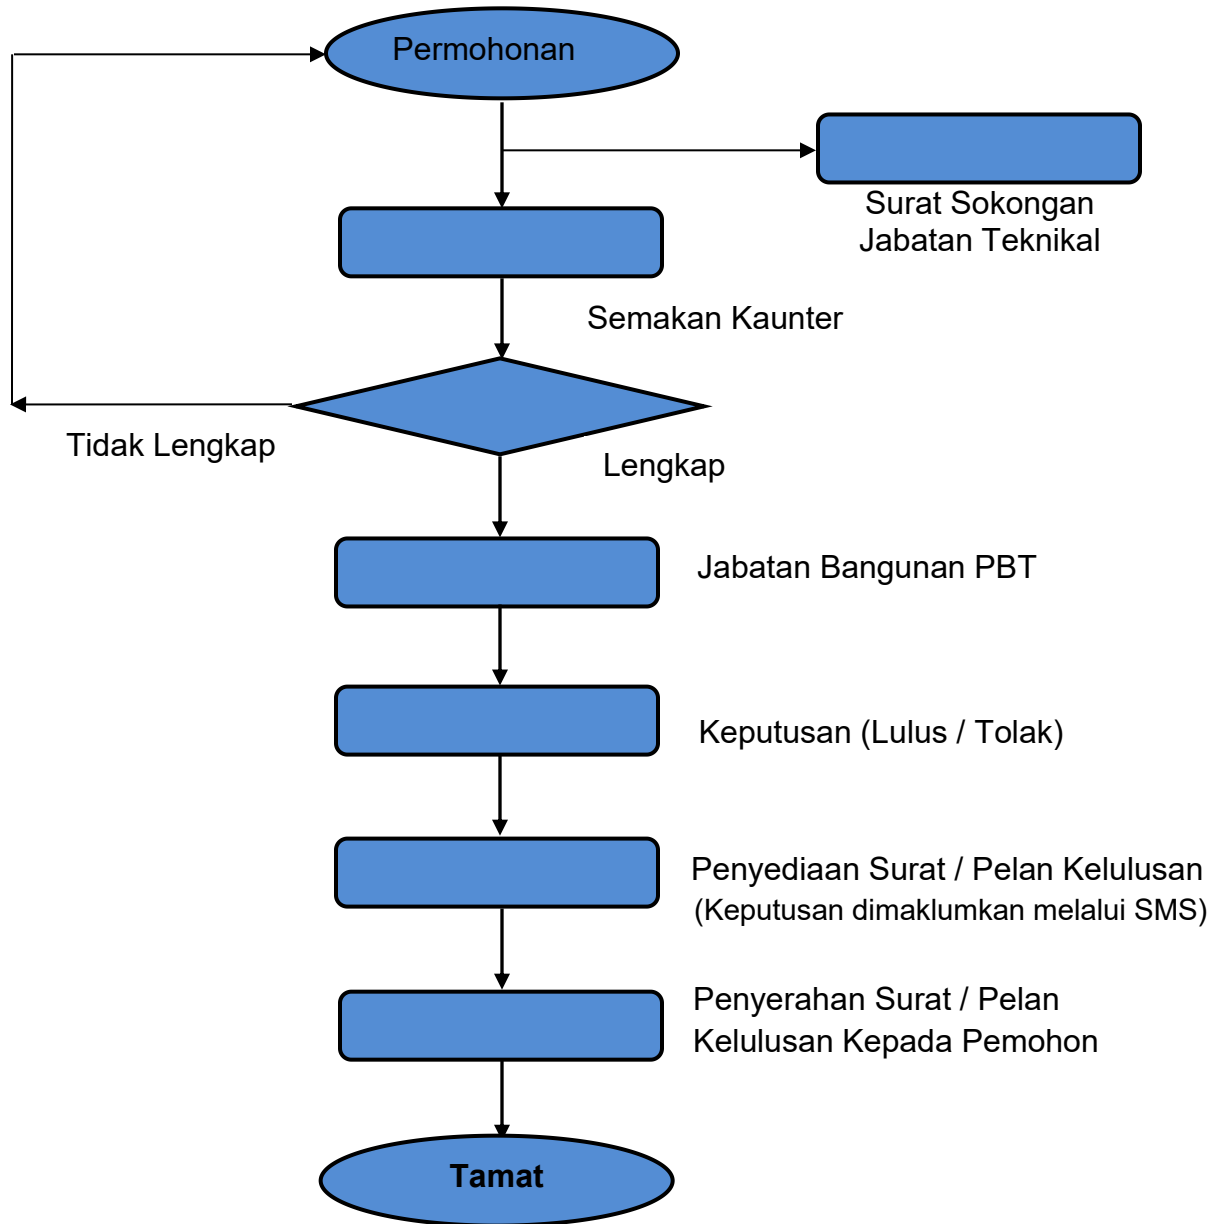 Permohonan
Surat Sokongan
Jabatan Teknikal
Semakan Kaunter
Tidak Lengkap
Lengkap
Jabatan Bangunan PBT
Keputusan (Lulus / Tolak)
Penyediaan Surat / Pelan Kelulusan
(Keputusan dimaklumkan melalui SMS)
Penyerahan Surat / Pelan
Kelulusan Kepada Pemohon
Tamat